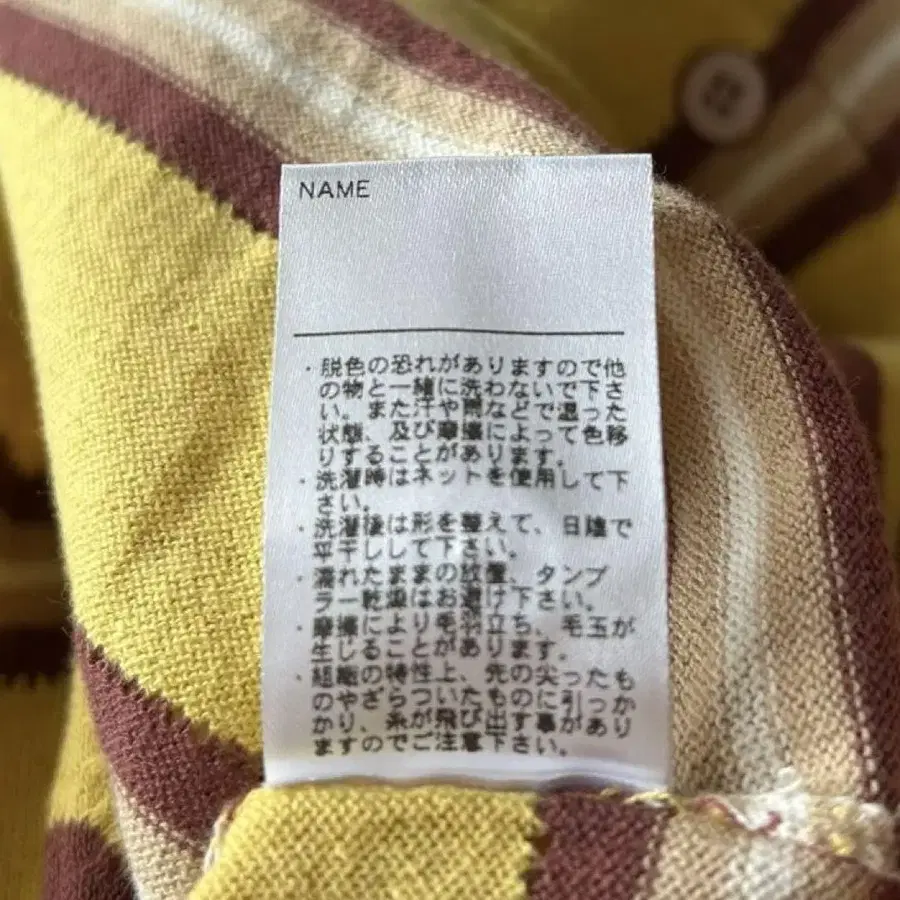 NAME
・脱色の恐れがありますので他
の物と一緒に洗わないで下さ
い。また汗や雨などで湿った
状態、及び摩擦によって色移
りすることがあります。
・洗濯時はネットを使用して下
さい。
・洗濯後は形を整えて、日陰で
平干しして下さい。
・濡れたままの放置、タンブ
ラー乾燥はお避け下さい。
・摩擦により毛羽立ち、毛玉が
生じることがあります。
・組織の特性上、先の尖ったも
のやざらついたものに引っか
かり、糸が飛び出す事があり
ますのでご注意下さい。